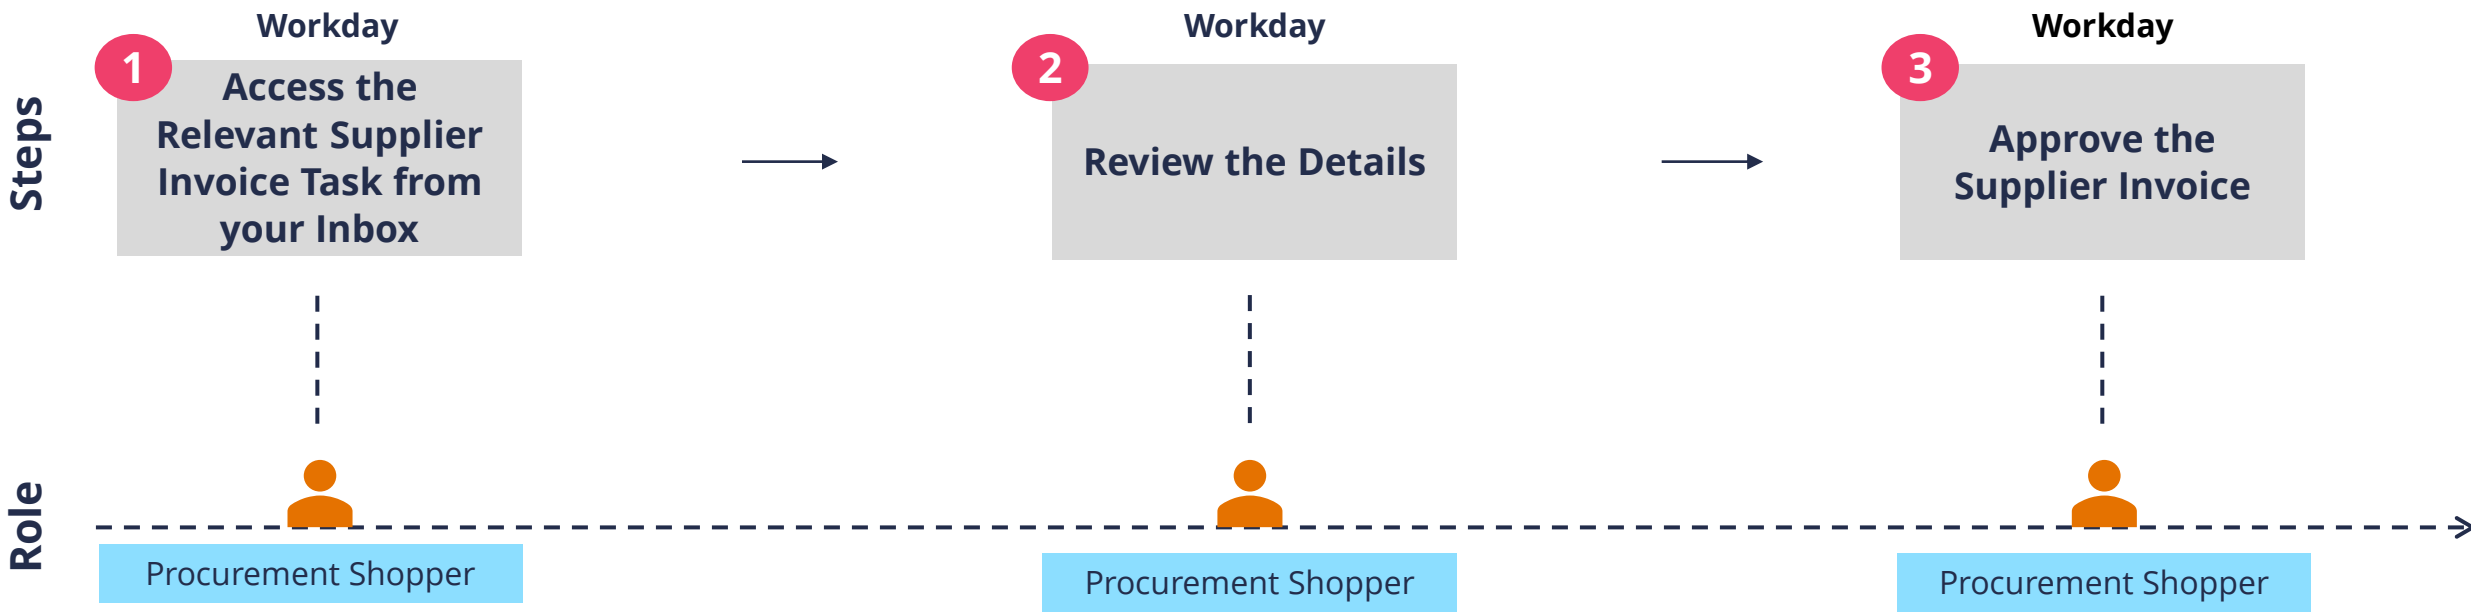 Steps
Workday
1
Access the
Relevant Supplier
Invoice Task from
your Inbox
Workday
2
Review the Details
Workday
3
Approve the
Supplier Invoice
Role
Procurement Shopper
Procurement Shopper
Procurement Shopper